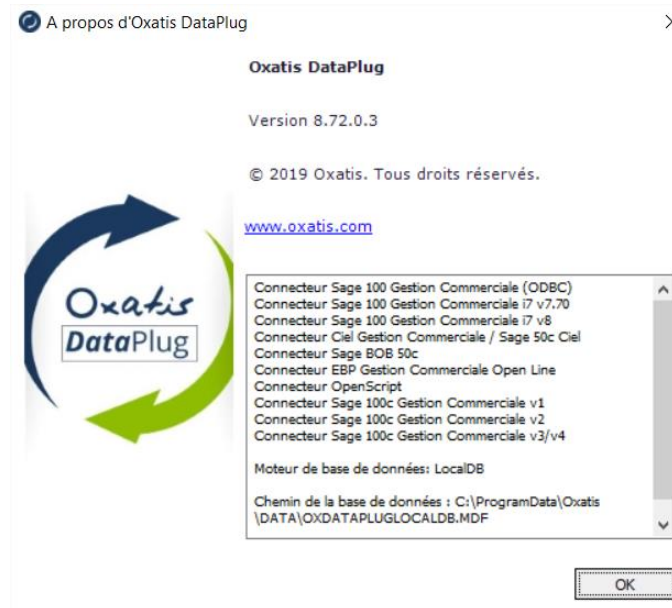 A propos d'Oxatis DataPlug
Oxatis DataPlug
Version 8.72.0.3
© 2019 Oxatis. Tous droits réservés.
www.oxatis.com
Oxatis
DataPlug
Connecteur Sage 100 Gestion Commerciale (ODBC)
Connecteur Sage 100 Gestion Commerciale i7 v7.70
Connecteur Sage 100 Gestion Commerciale i7 v8
Connecteur Ciel Gestion Commerciale / Sage 50c Ciel
Connecteur Sage BOB 50c
Connecteur EBP Gestion Commerciale Open Line
Connecteur OpenScript
Connecteur Sage 100c Gestion Commerciale v1
Connecteur Sage 100c Gestion Commerciale v2
Connecteur Sage 100c Gestion Commerciale v3/v4
Moteur de base de données: LocalDB
Chemin de la base de données : C:\ProgramData\Oxatis
\DATA\OXDATAPLUGLOCALDB.MDF
OK